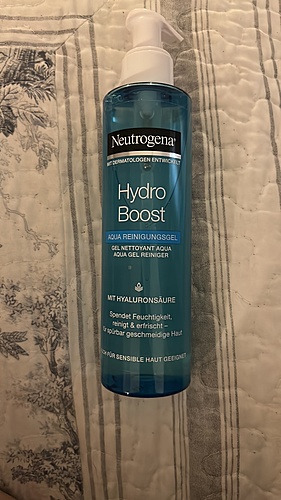 Neutrogena®
MIT DERMATOLOGEN ENTWICKELT
Hydro
Boost
AQUA REINIGUNGSGEL
GEL NETTOYANT AQUA
AQUA GEL REINIGER
MIT HYALURONSÄURE
Spendet Feuchtigkeit,
reinigt & erfrischt –
für spürbar geschmeidige Haut
FÜR SENSIBLE HAUT GEEIGNET